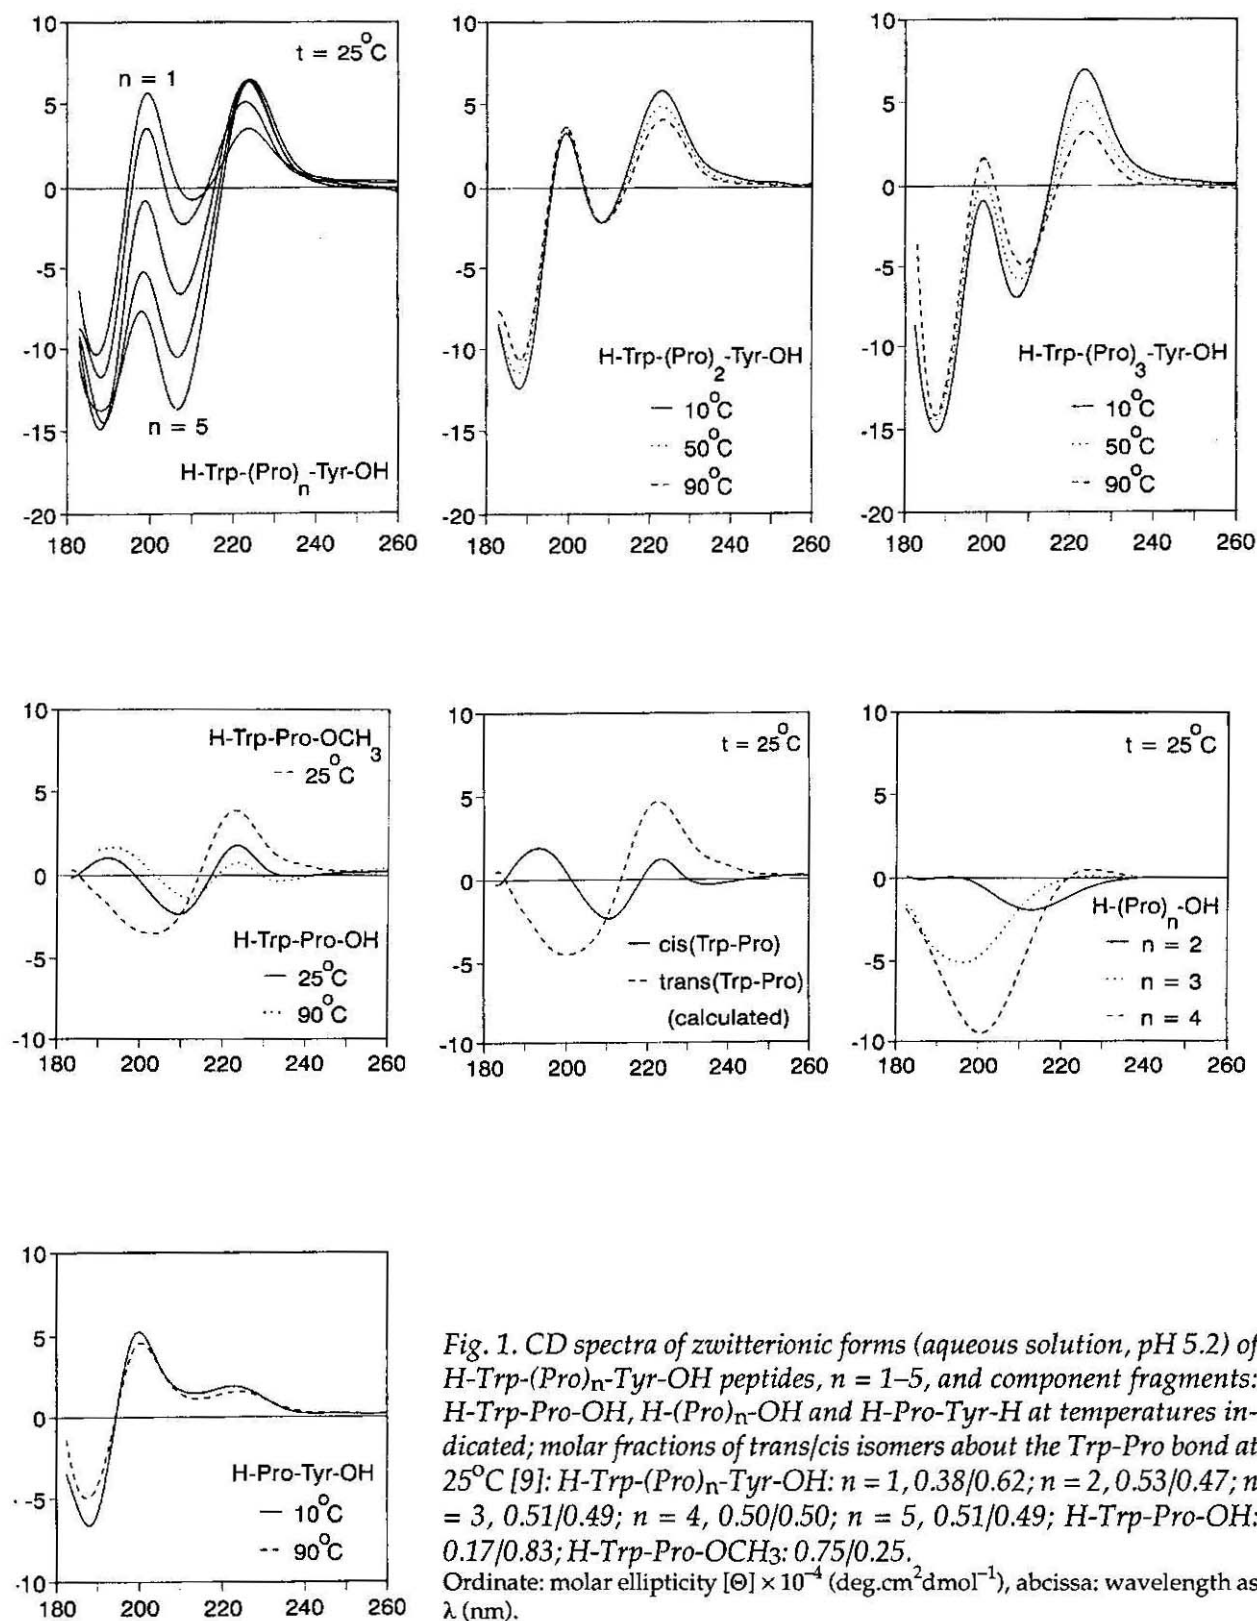 10
5
0
-5
-10
-15
-20
180 200 220 240 260
t = 25°C
n = 1
n = 5
H-Trp-(Pro)n-Tyr-OH
10
5
0
-5
-10
-15
-20
180 200 220 240 260
H-Trp-(Pro)2-Tyr-OH
— 10°C
···· 50°C
-- 90°C
10
5
0
-5
-10
-15
-20
180 200 220 240 260
H-Trp-(Pro)3-Tyr-OH
— 10°C
···· 50°C
-- 90°C
10
5
0
-5
-10
180 200 220 240 260
H-Trp-Pro-OCH3
-- 25°C
H-Trp-Pro-OH
— 25°C
···· 90°C
10
5
0
-5
-10
180 200 220 240 260
t = 25°C
— cis(Trp-Pro)
-- trans(Trp-Pro)
(calculated)
10
5
0
-5
-10
180 200 220 240 260
t = 25°C
H-(Pro)n-OH
— n = 2
···· n = 3
-- n = 4
10
5
0
-5
-10
180 200 220 240 260
H-Pro-Tyr-OH
— 10°C
-- 90°C
Fig. 1. CD spectra of zwitterionic forms (aqueous solution, pH 5.2) of
H-Trp-(Pro)n-Tyr-OH peptides, n = 1–5, and component fragments:
H-Trp-Pro-OH, H-(Pro)n-OH and H-Pro-Tyr-H at temperatures in-
dicated; molar fractions of trans/cis isomers about the Trp-Pro bond at
25°C [9]: H-Trp-(Pro)n-Tyr-OH: n = 1, 0.38/0.62; n = 2, 0.53/0.47; n
= 3, 0.51/0.49; n = 4, 0.50/0.50; n = 5, 0.51/0.49; H-Trp-Pro-OH:
0.17/0.83; H-Trp-Pro-OCH3: 0.75/0.25.
Ordinate: molar ellipticity [Θ] × 10⁻⁴ (deg.cm²dmol⁻¹), abcissa: wavelength as
λ (nm).